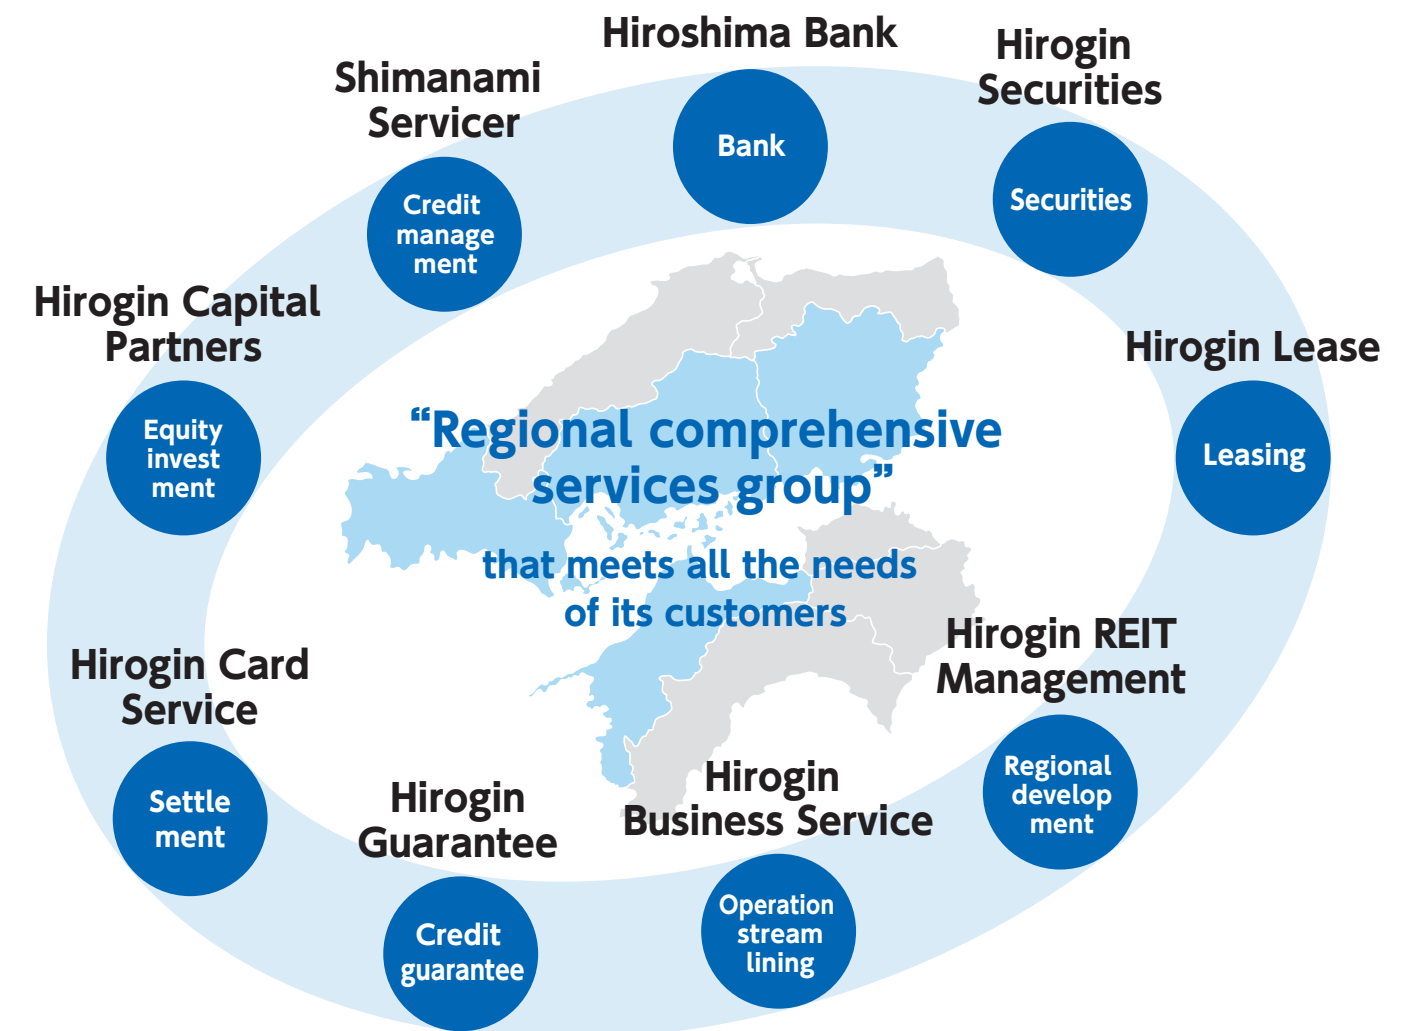 Hiroshima Bank
Bank
Hirogin
Securities
Securities
Shimanami
Servicer
Credit
manage
ment
Hirogin Capital
Partners
Equity
invest
ment
Hirogin Lease
Leasing
“Regional comprehensive
services group”
that meets all the needs
of its customers
Hirogin REIT
Management
Regional
develop
ment
Hirogin Card
Service
Settle
ment
Hirogin
Guarantee
Credit
guarantee
Hirogin
Business Service
Operation
stream
lining